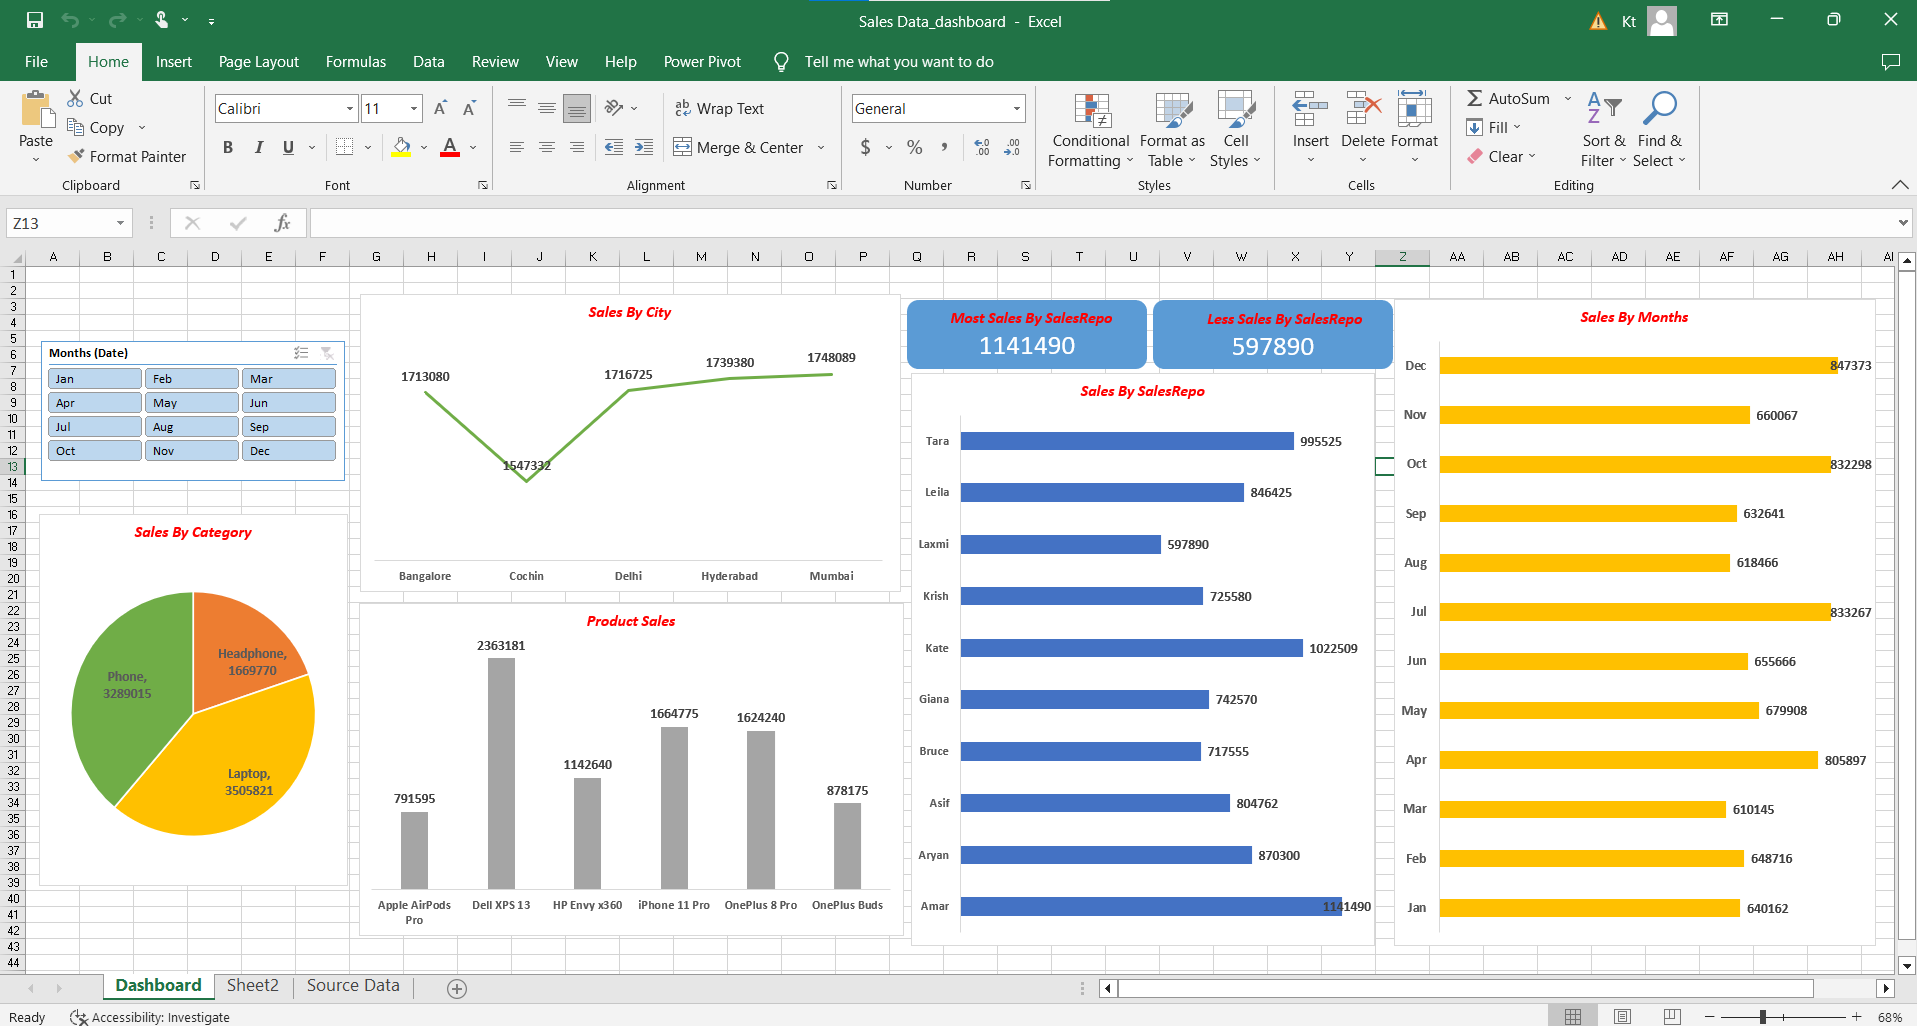 Sales Data_dashboard - Excel
Kt
File
Home
Insert
Page Layout
Formulas
Data
Review
View
Help
Power Pivot
Tell me what you want to do
Paste
Cut
Copy
Format Painter
Clipboard
Calibri
11
B I U
Font
Wrap Text
Merge & Center
Alignment
General
$ % ,
Number
Conditional
Formatting
Format as
Table
Cell
Styles
Styles
Insert
Delete
Format
Cells
AutoSum
Fill
Clear
Sort &
Filter
Find &
Select
Editing
Z13
fx
A B C D E F G H I J K L M N O P Q R S T U V W X Y Z AA AB AC AD AE AF AG AH AI
1
2
3
4
5
6
7
8
9
10
11
12
13
14
15
16
17
18
19
20
21
22
23
24
25
26
27
28
29
30
31
32
33
34
35
36
37
38
39
40
41
42
43
44
Months (Date)
Jan Feb Mar
Apr May Jun
Jul Aug Sep
Oct Nov Dec
Sales By Category
Headphone,
1669770
Phone,
3289015
Laptop,
3505821
Sales By City
1713080
1547332
1716725
1739380
1748089
Bangalore Cochin Delhi Hyderabad Mumbai
Product Sales
791595
2363181
1142640
1664775
1624240
878175
Apple AirPods
Pro
Dell XPS 13
HP Envy x360
iPhone 11 Pro
OnePlus 8 Pro
OnePlus Buds
Most Sales By SalesRepo
1141490
Less Sales By SalesRepo
597890
Sales By SalesRepo
Tara 995525
Leila 846425
Laxmi 597890
Krish 725580
Kate 1022509
Giana 742570
Bruce 717555
Asif 804762
Aryan 870300
Amar 1141490
Sales By Months
Dec 847373
Nov 660067
Oct 832298
Sep 632641
Aug 618466
Jul 833267
Jun 655666
May 679908
Apr 805897
Mar 610145
Feb 648716
Jan 640162
Dashboard
Sheet2
Source Data
Ready
Accessibility: Investigate
68%